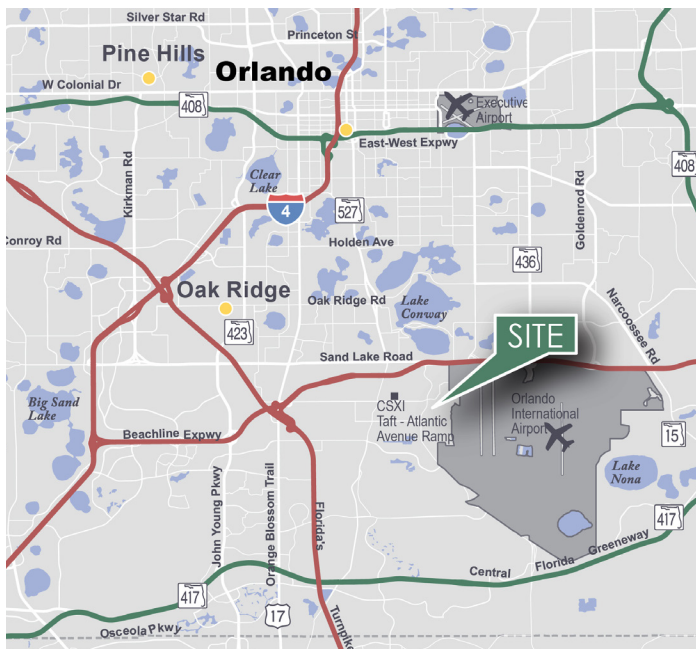 Silver Star Rd
Princeton St
Pine Hills
Orlando
W Colonial Dr
408
Executive
Airport
East-West Expwy
408
Kirkman Rd
Clear
Lake
Goldenrod Rd
4
527
Conroy Rd
Holden Ave
436
Oak Ridge
Oak Ridge Rd
Lake
Conway
Narcoossee Rd
423
SITE
Sand Lake Road
Big Sand
Lake
CSXI
Taft - Atlantic
Avenue Ramp
Orlando
International
Airport
Beachline Expwy
15
Lake
Nona
John Young Pkwy
Orange Blossom Trail
Florida's
Turnpike
417
Central
Florida
Greeneway
417
17
Osceola Pkwy